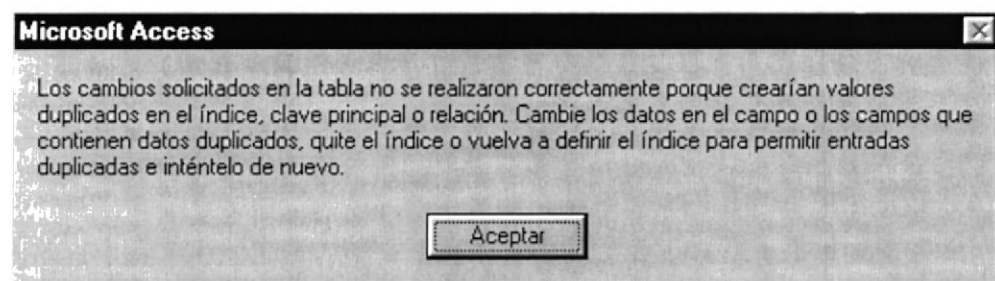 Microsoft Access
Los cambios solicitados en la tabla no se realizaron correctamente porque crearían valores
duplicados en el índice, clave principal o relación. Cambie los datos en el campo o los campos que
contienen datos duplicados, quite el índice o vuelva a definir el índice para permitir entradas
duplicadas e inténtelo de nuevo.
Aceptar